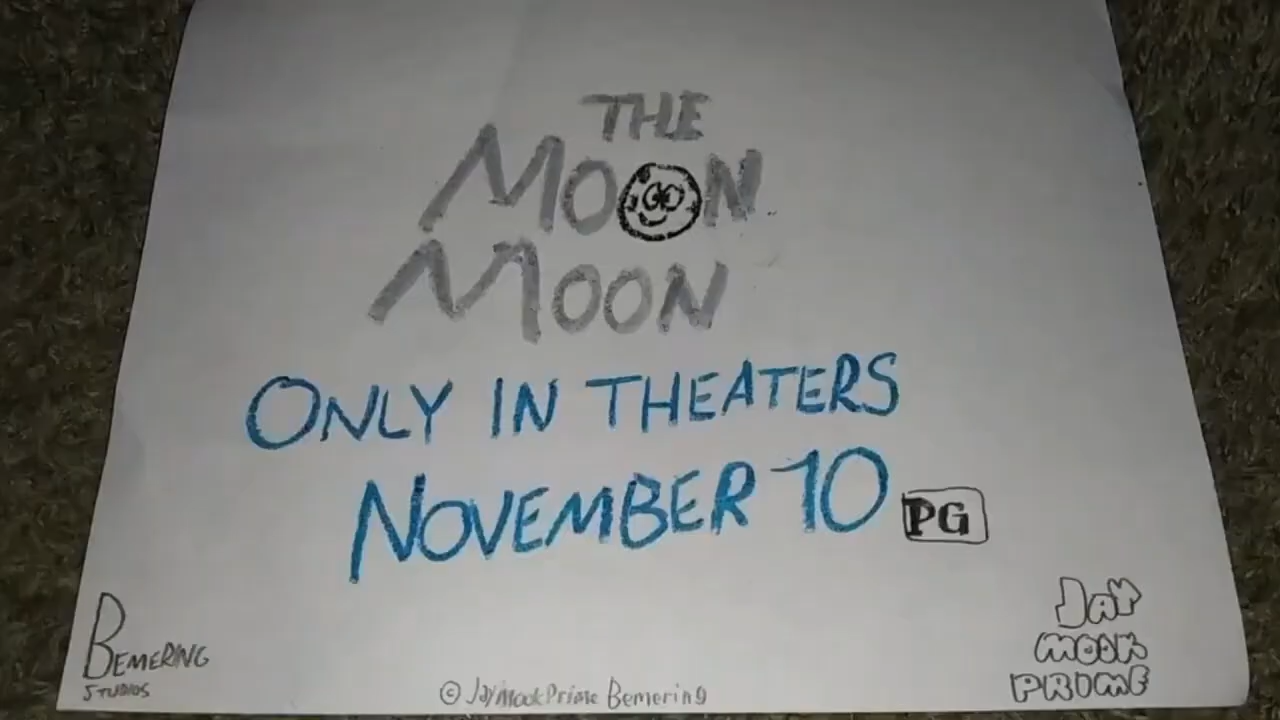 THE
MOON
MOON
ONLY IN THEATERS
NOVEMBER 10
PG
BEMERING
STUDIOS
© JayMookPrime Bemering
JAY
MOOK
PRIME